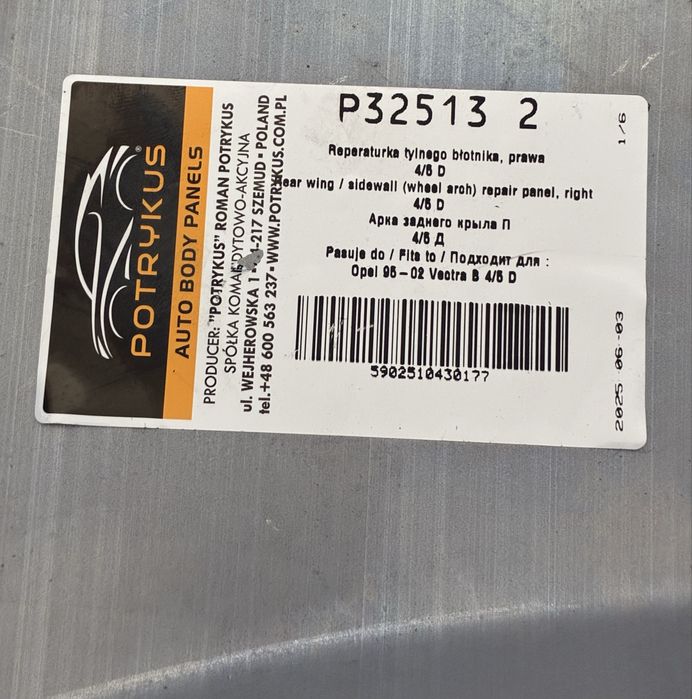 POTRYKUS®
AUTO BODY PANELS
PRODUCER: "POTRYKUS" ROMAN POTRYKUS
SPÓŁKA KOMANDYTOWO-AKCYJNA
ul. WEJHEROWSKA 1 -217 SZEMUD • POLAND
tel.+48 600 563 237 • WWW.POTRYKUS.COM.PL
P32513 2
Reperaturka tylnego błotnika, prawa
4/5 D
Rear wing / sidewall (wheel arch) repair panel, right
4/5 D
Арка заднего крыла П
4/5 Д
Pasuje do / Fits to / Подходит для :
Opel 95-02 Vectra B 4/5 D
5902510430177
1/6
2025-06-03